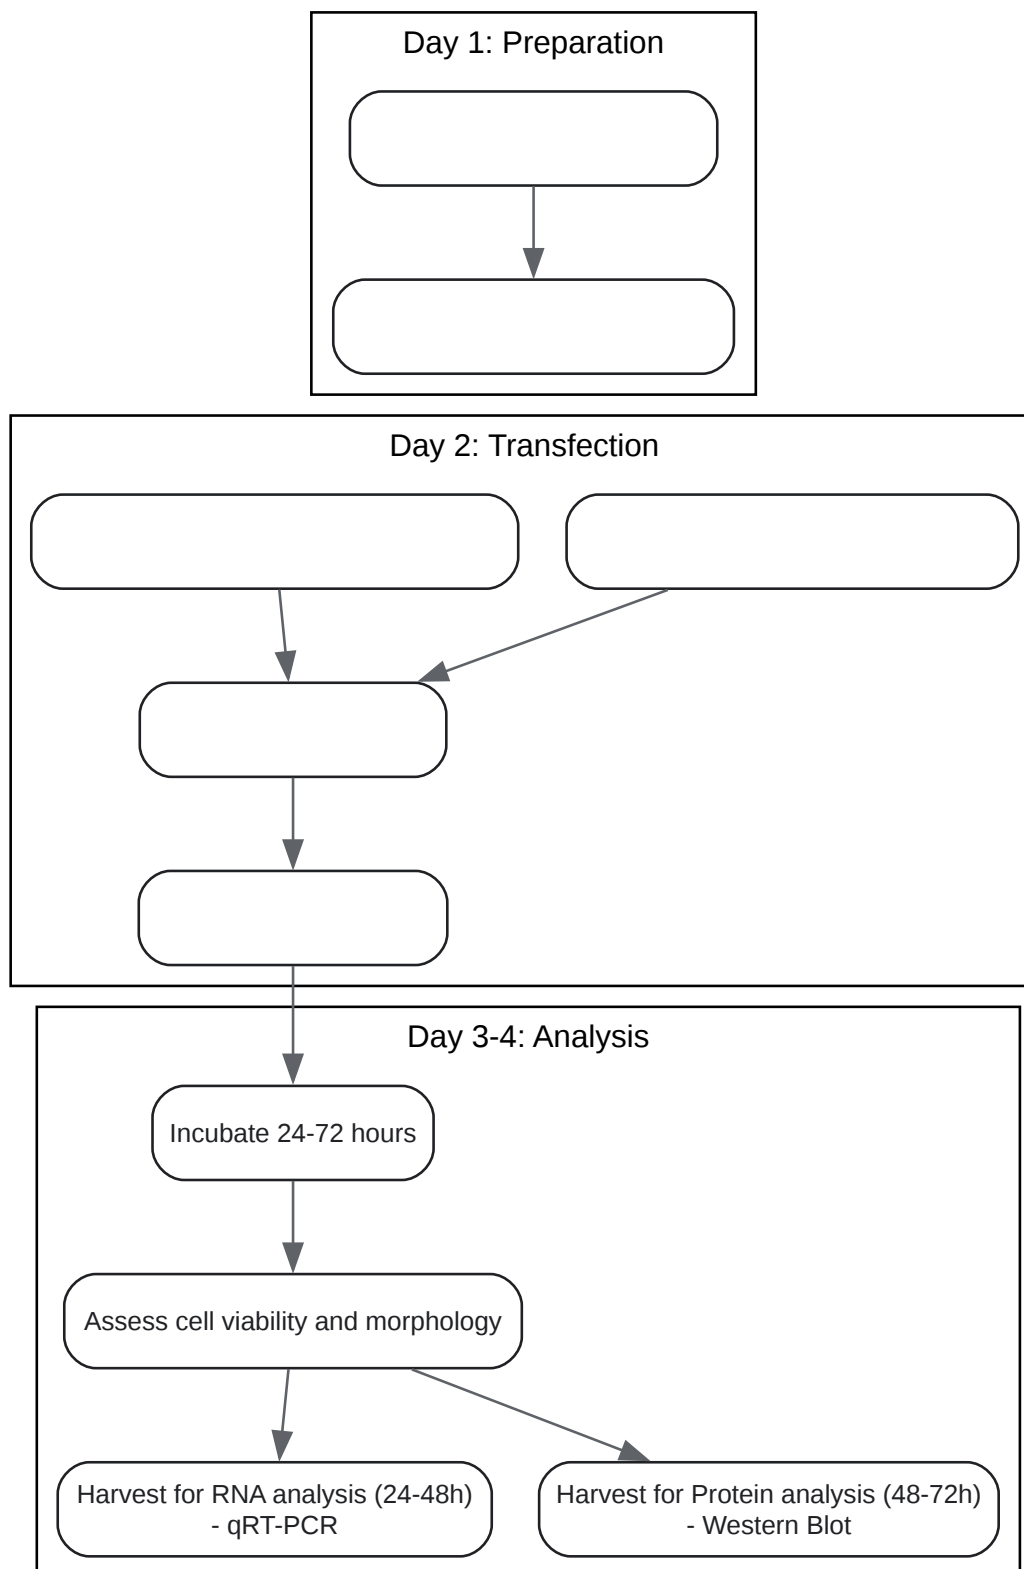 Day 1: Preparation
Day 2: Transfection
Day 3-4: Analysis
Incubate 24-72 hours
Assess cell viability and morphology
Harvest for RNA analysis (24-48h)
- qRT-PCR
Harvest for Protein analysis (48-72h)
- Western Blot